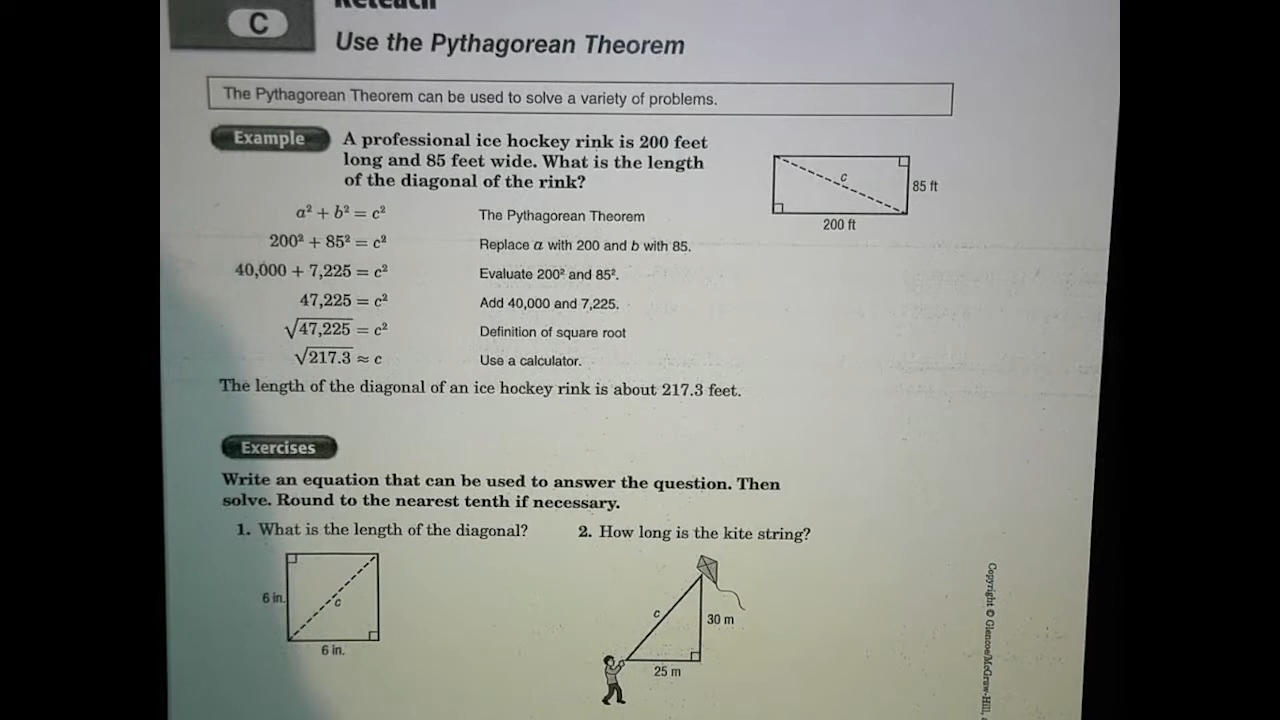 Reteach
C
Use the Pythagorean Theorem
The Pythagorean Theorem can be used to solve a variety of problems.
Example
A professional ice hockey rink is 200 feet
long and 85 feet wide. What is the length
of the diagonal of the rink?
c
85 ft
200 ft
a² + b² = c² The Pythagorean Theorem
200² + 85² = c² Replace a with 200 and b with 85.
40,000 + 7,225 = c² Evaluate 200² and 85².
47,225 = c² Add 40,000 and 7,225.
√47,225 = c² Definition of square root
√217.3 ≈ c Use a calculator.
The length of the diagonal of an ice hockey rink is about 217.3 feet.
Exercises
Write an equation that can be used to answer the question. Then
solve. Round to the nearest tenth if necessary.
1. What is the length of the diagonal?
6 in.
c
6 in.
2. How long is the kite string?
c
30 m
25 m
Copyright © Glencoe/McGraw-Hill,